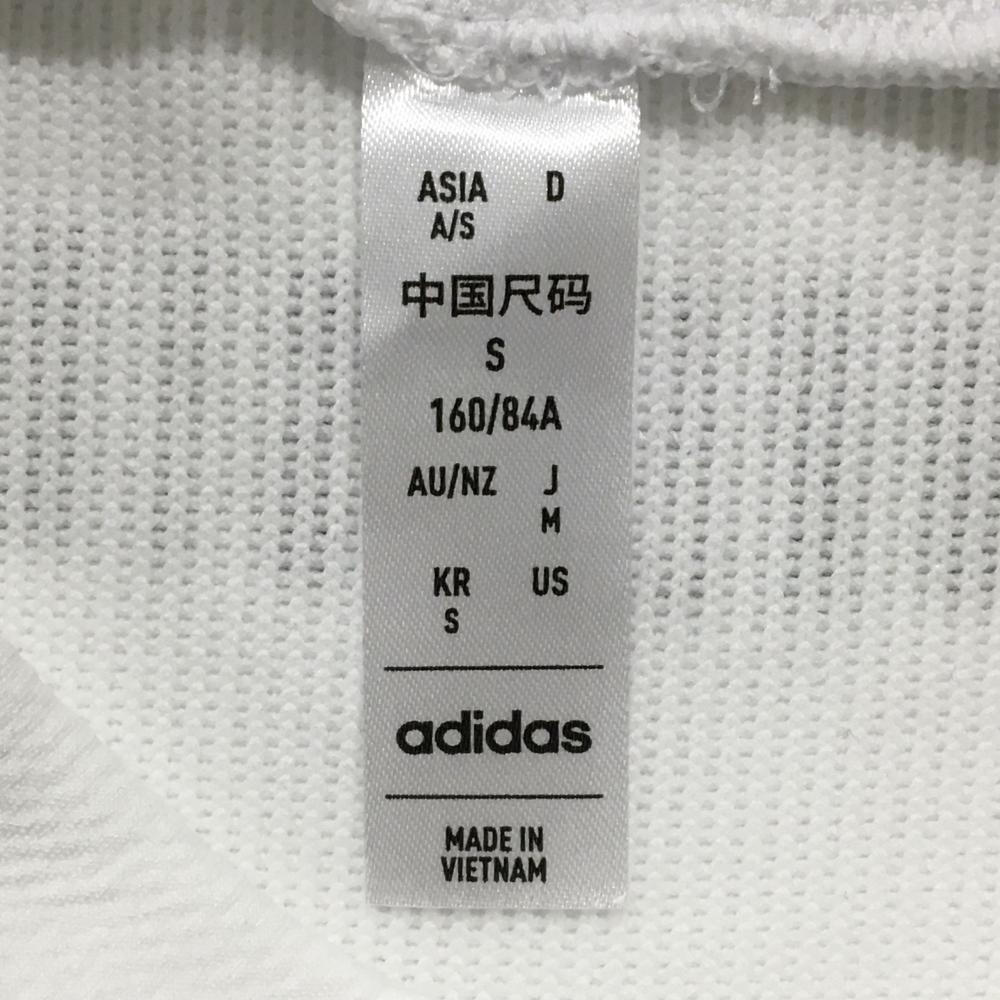 ASIA D
A/S
中国尺码
S
160/84A
AU/NZ J
M
KR US
S
adidas
MADE IN
VIETNAM